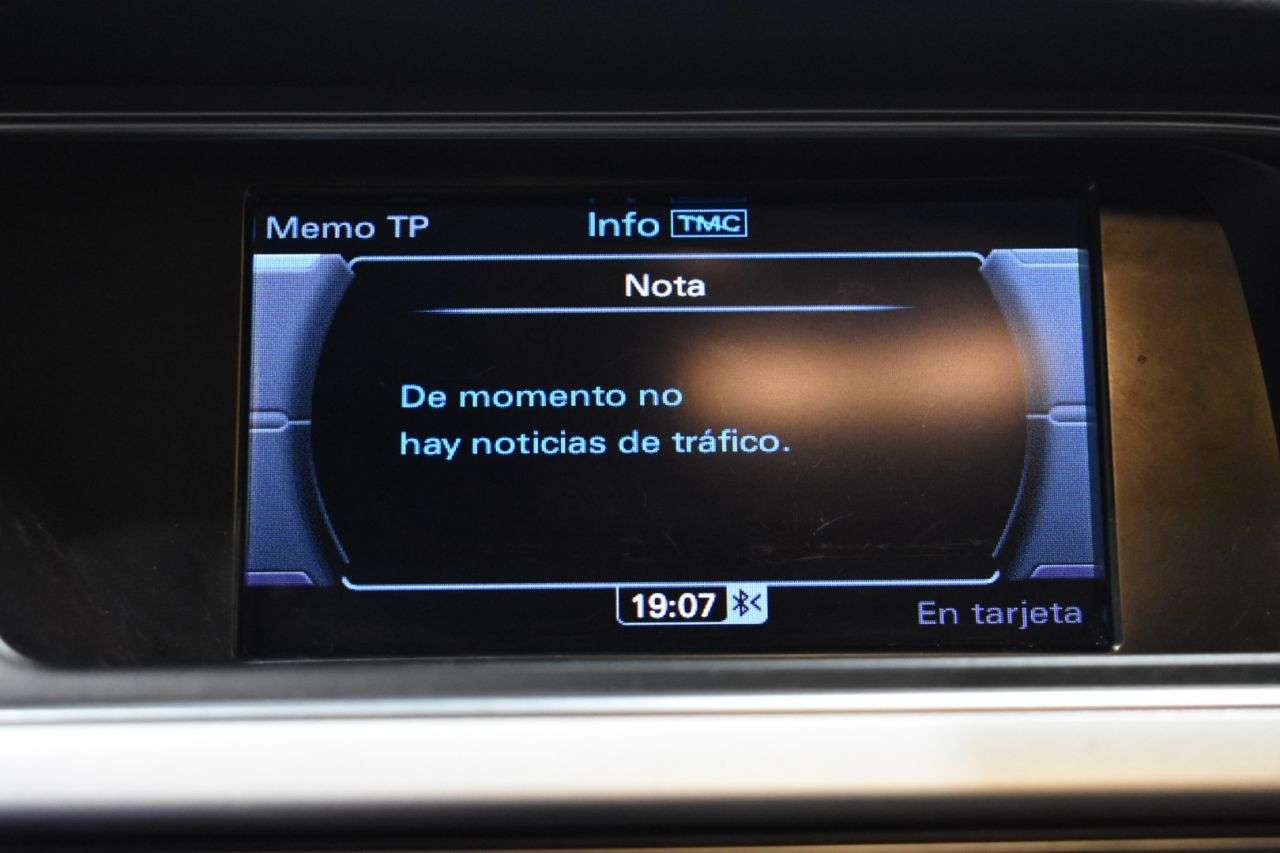 Memo TP
Info TMC
Nota
De momento no
hay noticias de tráfico.
19:07
En tarjeta